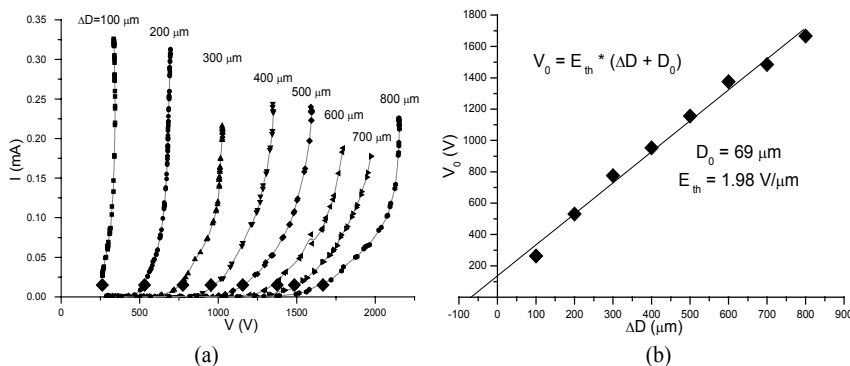 ΔD=100 μm
200 μm
300 μm
400 μm
500 μm
600 μm
700 μm
800 μm
0.35
0.30
0.25
0.20
0.15
0.10
0.05
0.00
I (mA)
0 500 1000 1500 2000
V (V)
(a)
V₀ = Eₜₕ * (ΔD + D₀)
D₀ = 69 μm
Eₜₕ = 1.98 V/μm
1800
1600
1400
1200
1000
800
600
400
200
V₀ (V)
-100 0 100 200 300 400 500 600 700 800 900
ΔD (μm)
(b)